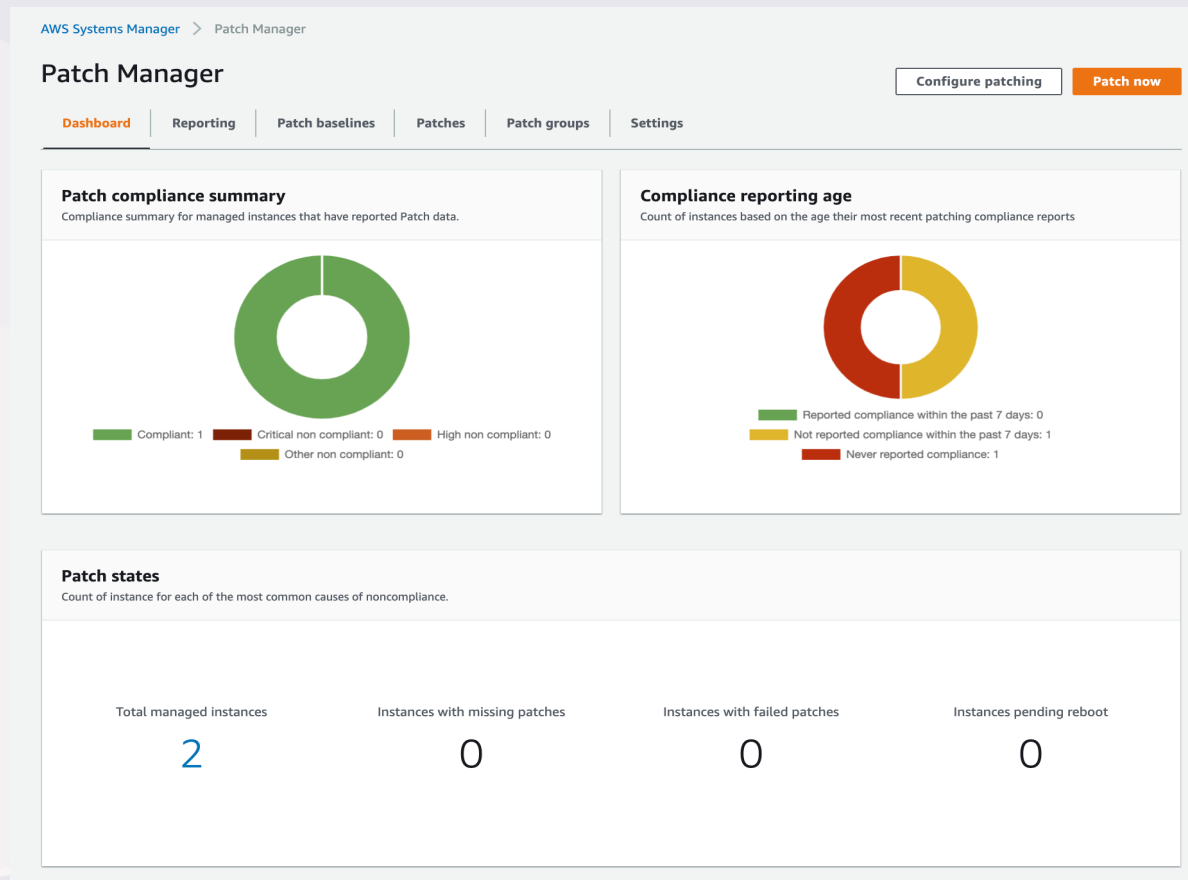 AWS Systems Manager > Patch Manager
Patch Manager
Configure patching
Patch now
Dashboard
Reporting
Patch baselines
Patches
Patch groups
Settings
Patch compliance summary
Compliance summary for managed instances that have reported Patch data.
Compliant: 1
Critical non compliant: 0
High non compliant: 0
Other non compliant: 0
Compliance reporting age
Count of instances based on the age their most recent patching compliance reports
Reported compliance within the past 7 days: 0
Not reported compliance within the past 7 days: 1
Never reported compliance: 1
Patch states
Count of instance for each of the most common causes of noncompliance.
Total managed instances
2
Instances with missing patches
0
Instances with failed patches
0
Instances pending reboot
0